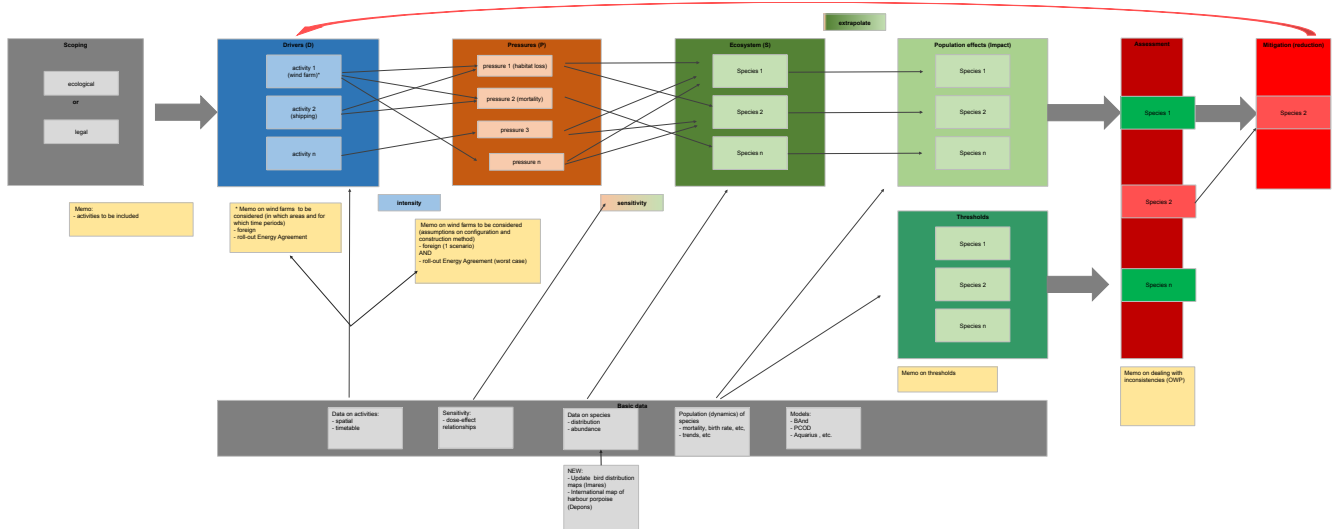 extrapolate
Scoping
ecological
or
legal
Drivers (D)
activity 1
(wind farm)*
activity 2
(shipping)
activity n
Pressures (P)
pressure 1 (habitat loss)
pressure 2 (mortality)
pressure 3
pressure n
Ecosystem (S)
Species 1
Species 2
Species n
Population effects (Impact)
Species 1
Species 2
Species n
Assessment
Species 1
Species 2
Species n
Mitigation (reduction)
Species 2
intensity
sensitivity
Memo:
- activities to be included
* Memo on wind farms to be
considered (in which areas and for
which time periods)
- foreign
- roll-out Energy Agreement
Memo on wind farms to be considered
(assumptions on configuration and
construction method)
- foreign (1 scenario)
AND
- roll-out Energy Agreement (worst case)
Thresholds
Species 1
Species 2
Species n
Memo on thresholds
Memo on dealing with
inconsistencies (OWP)
Basic data
Data on activities:
- spatial
- timetable
Sensitivity:
- dose-effect
relationships
Data on species
- distribution
- abundance
Population (dynamics) of
species
- mortality, birth rate, etc,
- trends, etc
Models:
- BAnd
- PCOD
- Aquarius , etc.
NEW:
- Update bird distribution
maps (Imares)
- International map of
harbour porpoise
(Depons)